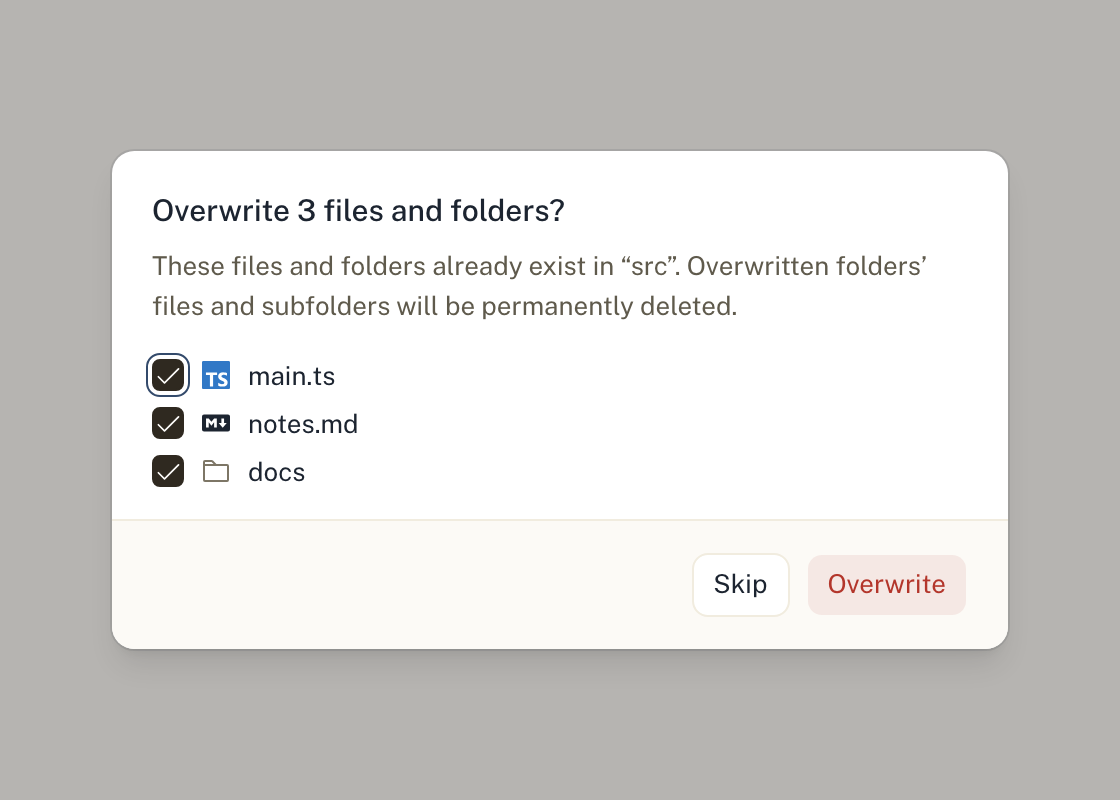 Overwrite 3 files and folders?
These files and folders already exist in “src”. Overwritten folders’
files and subfolders will be permanently deleted.
TS main.ts
M notes.md
docs
Skip Overwrite